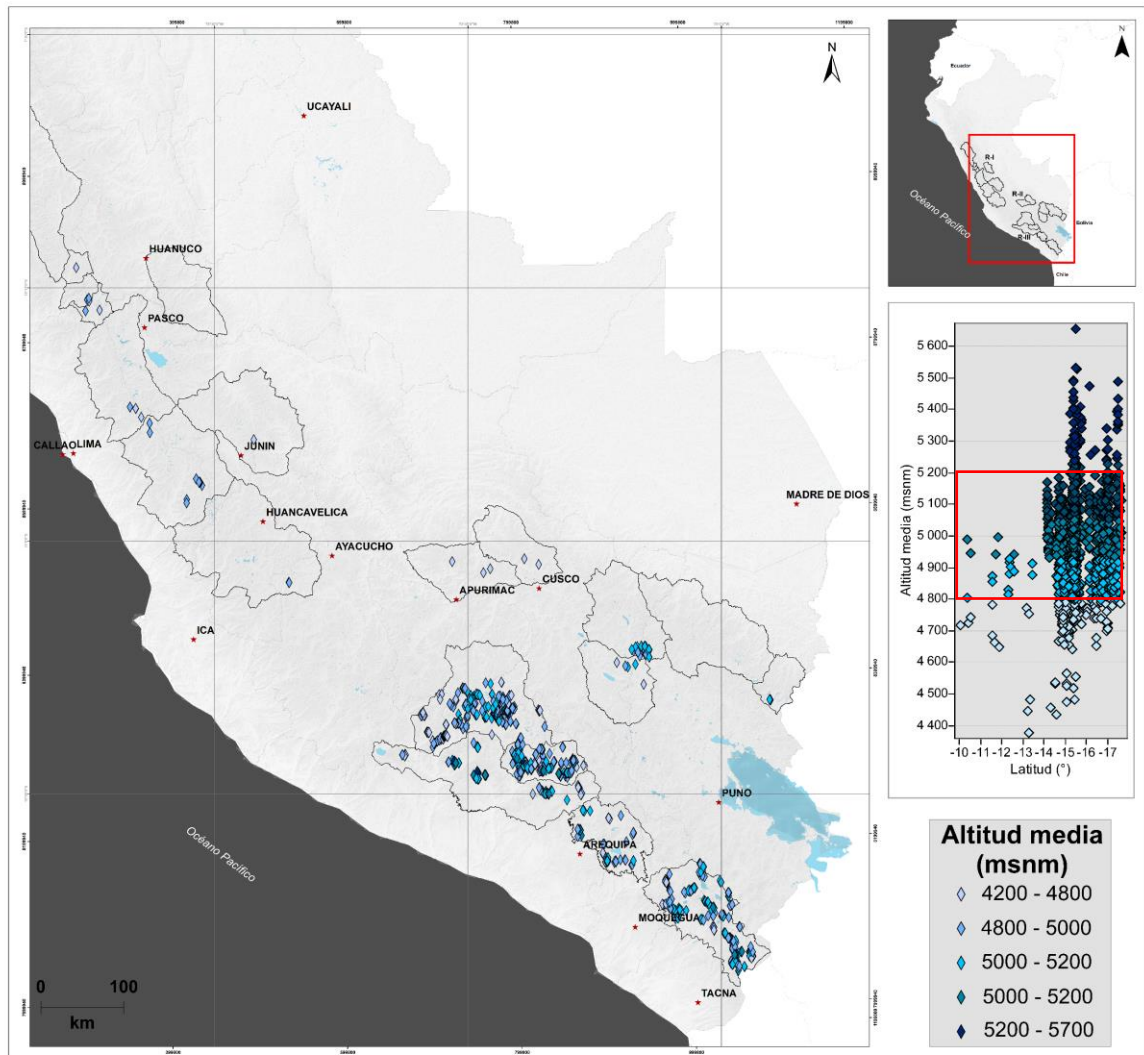 N
UCAYALI
HUANUCO
PASCO
CALLAO
LIMA
JUNIN
HUANCAVELICA
AYACUCHO
MADRE DE DIOS
CUSCO
APURIMAC
ICA
PUNO
AREQUIPA
MOQUEGUA
TACNA
Océano Pacífico
0 100
km
N
Ecuador
R-I
R-II
R-III
Océano Pacífico
Bolivia
Chile
Altitud media (msnm)
5 600
5 500
5 400
5 300
5 200
5 100
5 000
4 900
4 800
4 700
4 600
4 500
4 400
-10 -11 -12 -13 -14 -15 -16 -17
Latitud (°)
Altitud media
(msnm)
4200 - 4800
4800 - 5000
5000 - 5200
5000 - 5200
5200 - 5700